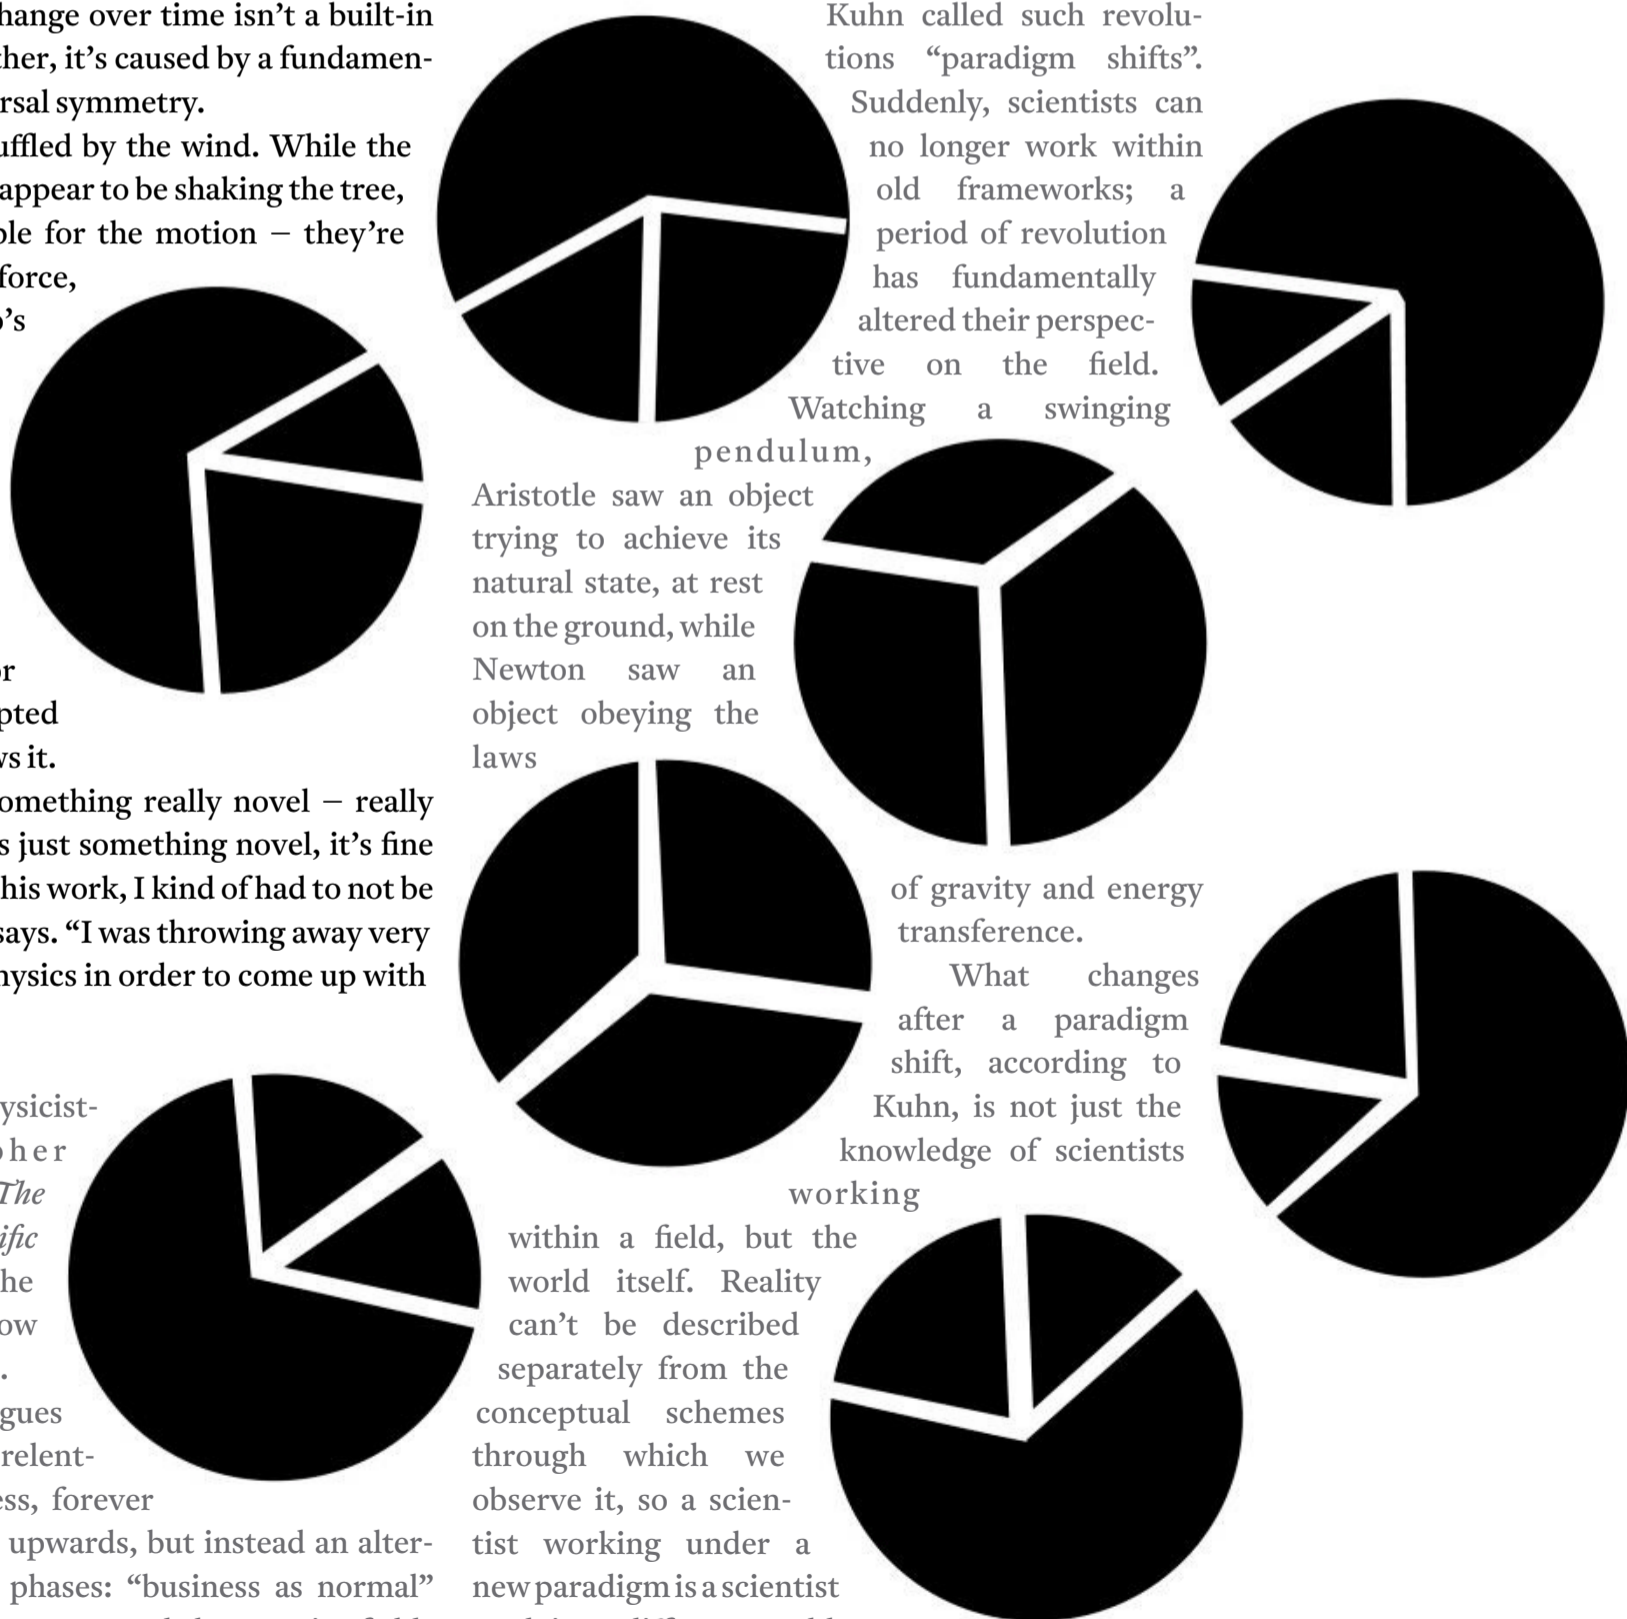 hange over time isn’t a built-in
ther, it’s caused by a fundamen-
rsal symmetry.
uffled by the wind. While the
appear to be shaking the tree,
ble for the motion – they’re
force,
o’s
or
pted
ws it.
omething really novel – really
s just something novel, it’s fine
his work, I kind of had to not be
says. “I was throwing away very
hysics in order to come up with
ysicist-
pher
The
ific
he
ow
.
gues
relent-
ess, forever
upwards, but instead an alter-
phases: “business as normal”
Kuhn called such revolu-
tions “paradigm shifts”.
Suddenly, scientists can
no longer work within
old frameworks; a
period of revolution
has fundamentally
altered their perspec-
tive on the field.
Watching a swinging
pendulum,
Aristotle saw an object
trying to achieve its
natural state, at rest
on the ground, while
Newton saw an
object obeying the
laws
of gravity and energy
transference.
What changes
after a paradigm
shift, according to
Kuhn, is not just the
knowledge of scientists
working
within a field, but the
world itself. Reality
can’t be described
separately from the
conceptual schemes
through which we
observe it, so a scien-
tist working under a
new paradigm is a scientist